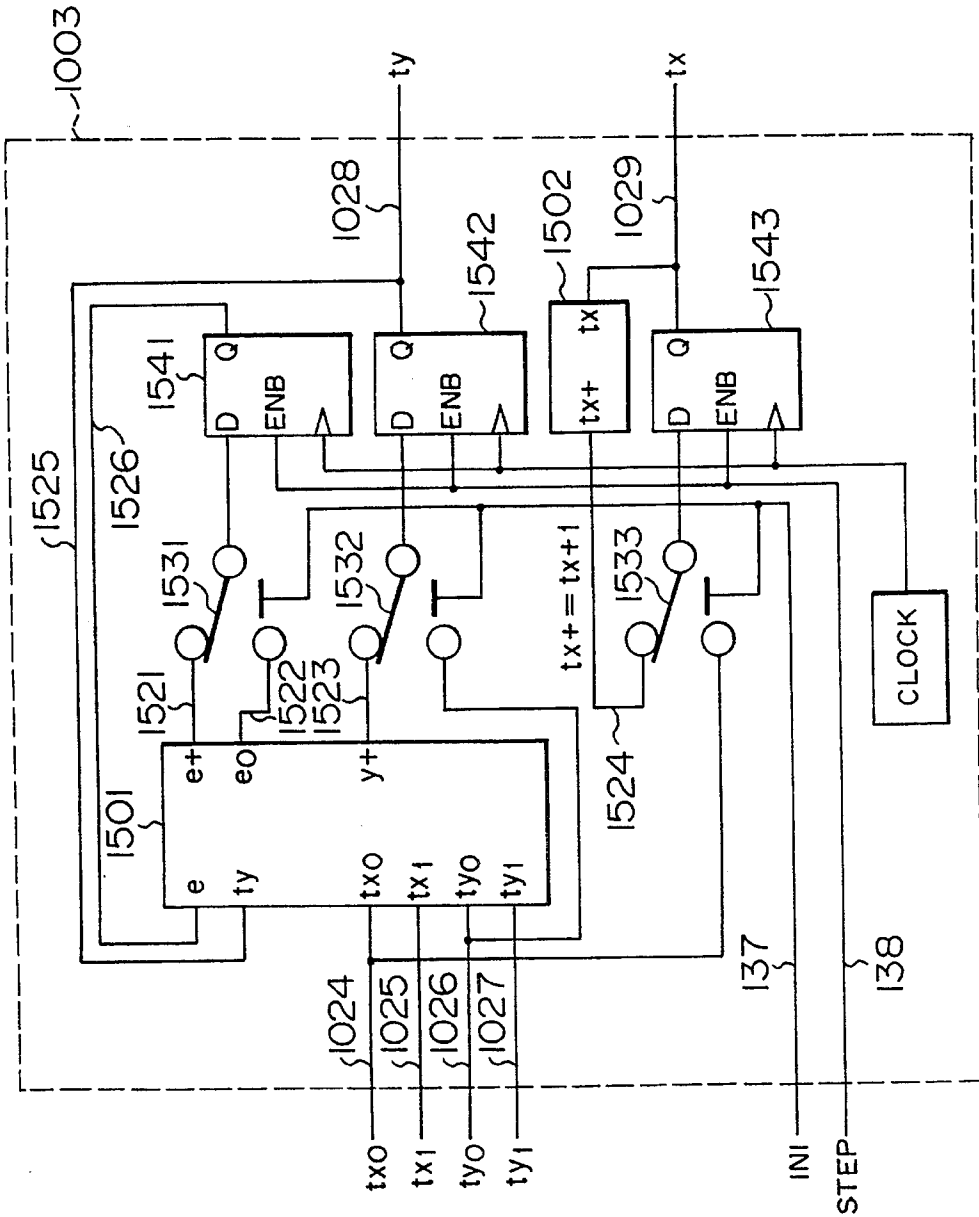 1003
1525
1526
1541
D Q
ENB
1531
1521
1501
e e+
ty e0
1522
1523
y+
tx0
tx1
ty0
ty1
1028
ty
1542
D Q
ENB
1532
1502
tx+ tx
1029
tx
tx+=tx+1
1543
D Q
ENB
1533
1524
1024
1025
1026
1027
tx0
tx1
ty0
ty1
CLOCK
137
138
INI
STEP